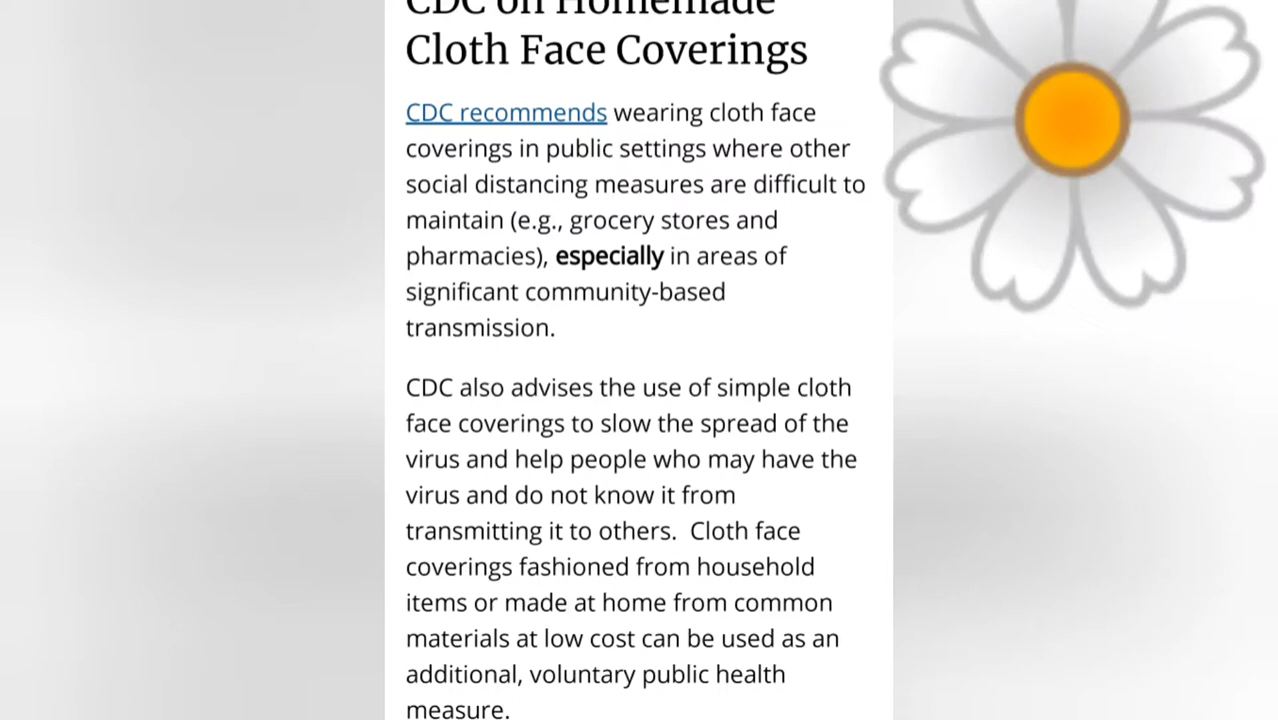 CDC on Homemade
Cloth Face Coverings
CDC recommends wearing cloth face
coverings in public settings where other
social distancing measures are difficult to
maintain (e.g., grocery stores and
pharmacies), especially in areas of
significant community-based
transmission.
CDC also advises the use of simple cloth
face coverings to slow the spread of the
virus and help people who may have the
virus and do not know it from
transmitting it to others.  Cloth face
coverings fashioned from household
items or made at home from common
materials at low cost can be used as an
additional, voluntary public health
measure.